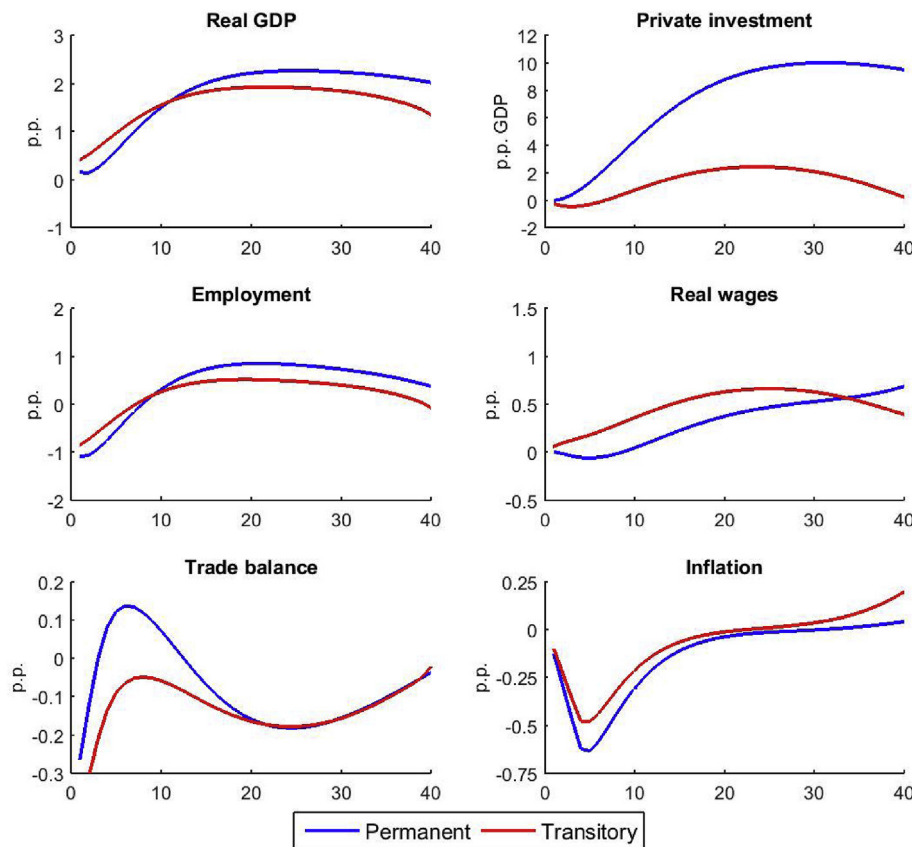 Real GDP
p.p.
3
2
1
0
-1
0 10 20 30 40
Private investment
p.p. GDP
12
10
8
6
4
2
0
-2
0 10 20 30 40
Employment
p.p.
2
1
0
-1
-2
0 10 20 30 40
Real wages
p.p.
1.5
1
0.5
0
-0.5
0 10 20 30 40
Trade balance
p.p.
0.2
0.1
0
-0.1
-0.2
-0.3
0 10 20 30 40
Inflation
p.p.
0.25
0
-0.25
-0.5
-0.75
0 10 20 30 40
Permanent Transitory